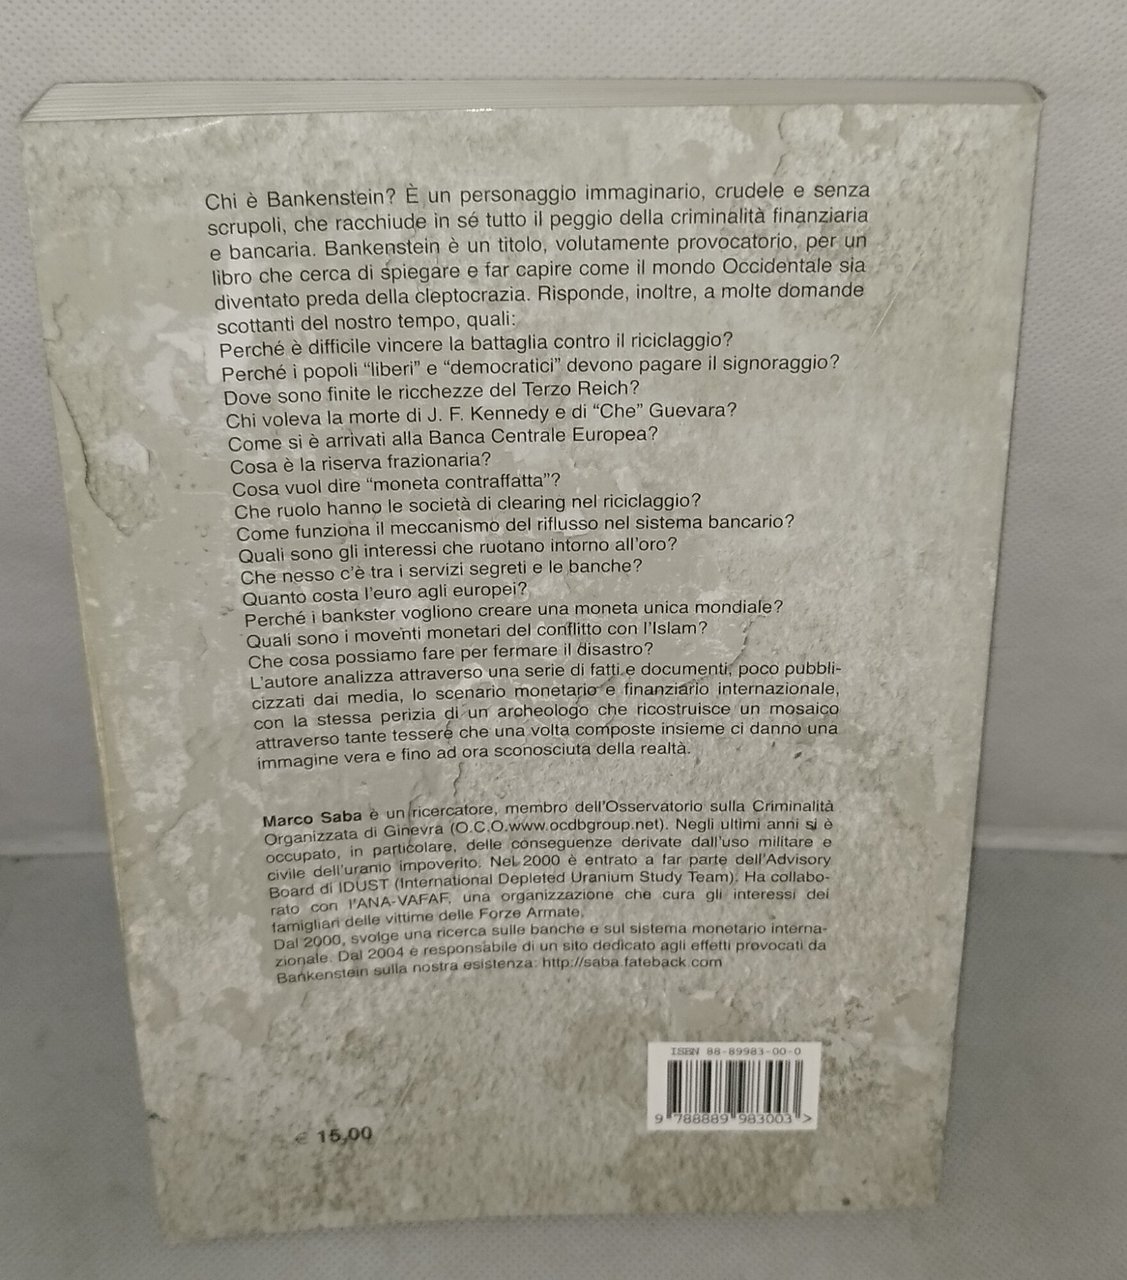 Chi è Bankenstein? È un personaggio immaginario, crudele e senza
scrupoli, che racchiude in sé tutto il peggio della criminalità finanziaria
e bancaria. Bankenstein è un titolo, volutamente provocatorio, per un
libro che cerca di spiegare e far capire come il mondo Occidentale sia
diventato preda della cleptocrazia. Risponde, inoltre, a molte domande
scottanti del nostro tempo, quali:
Perché è difficile vincere la battaglia contro il riciclaggio?
Perché i popoli “liberi” e “democratici” devono pagare il signoraggio?
Dove sono finite le ricchezze del Terzo Reich?
Chi voleva la morte di J. F. Kennedy e di “Che” Guevara?
Come si è arrivati alla Banca Centrale Europea?
Cosa è la riserva frazionaria?
Cosa vuol dire “moneta contraffatta”?
Che ruolo hanno le società di clearing nel riciclaggio?
Come funziona il meccanismo del riflusso nel sistema bancario?
Quali sono gli interessi che ruotano intorno all’oro?
Che nesso c’è tra i servizi segreti e le banche?
Quanto costa l’euro agli europei?
Perché i bankster vogliono creare una moneta unica mondiale?
Quali sono i moventi monetari del conflitto con l’Islam?
Che cosa possiamo fare per fermare il disastro?
L’autore analizza attraverso una serie di fatti e documenti, poco pubbli-
cizzati dai media, lo scenario monetario e finanziario internazionale,
con la stessa perizia di un archeologo che ricostruisce un mosaico
attraverso tante tessere che una volta composte insieme ci danno una
immagine vera e fino ad ora sconosciuta della realtà.
Marco Saba è un ricercatore, membro dell’Osservatorio sulla Criminalità
Organizzata di Ginevra (O.C.O.www.ocdbgroup.net). Negli ultimi anni si è
occupato, in particolare, delle conseguenze derivate dall’uso militare e
civile dell’uranio impoverito. Nel 2000 è entrato a far parte dell’Advisory
Board di IDUST (International Depleted Uranium Study Team). Ha collabo-
rato con l’ANA-VAFAF, una organizzazione che cura gli interessi dei
famigliari delle vittime delle Forze Armate.
Dal 2000, svolge una ricerca sulle banche e sul sistema monetario interna-
zionale. Dal 2004 è responsabile di un sito dedicato agli effetti provocati da
Bankenstein sulla nostra esistenza: http://saba.fateback.com
ISBN 88-89983-00-0
9 788889 983003 >
€ 15,00